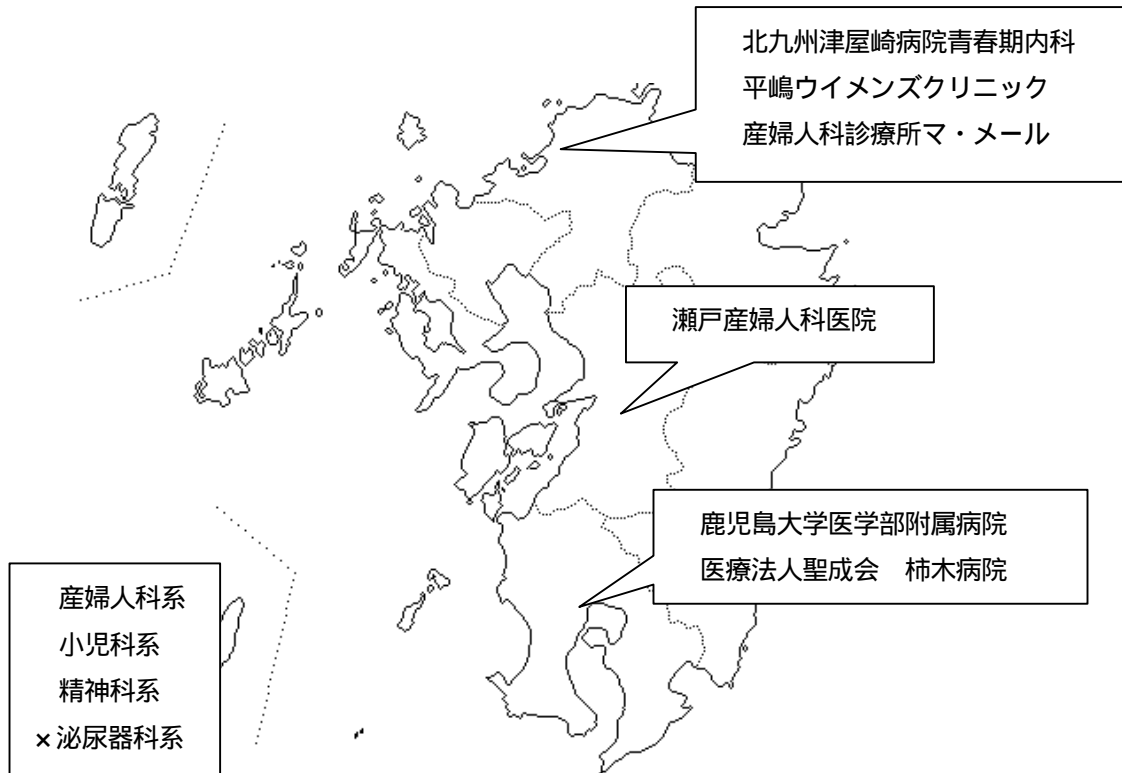 北九州津屋崎病院青春期内科
平嶋ウイメンズクリニック
産婦人科診療所マ・メール
瀬戸産婦人科医院
鹿児島大学医学部附属病院
医療法人聖成会　柿木病院
産婦人科系
小児科系
精神科系
×泌尿器科系